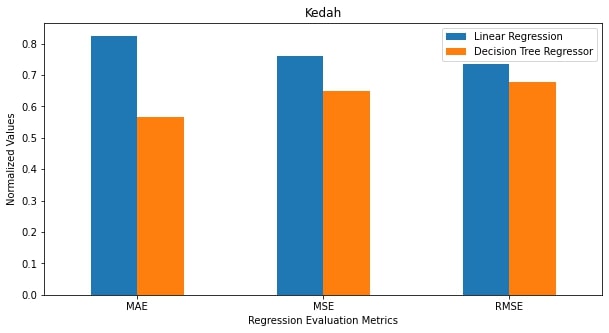 Kedah
Linear Regression
Decision Tree Regressor
0.8
0.7
0.6
0.5
0.4
0.3
0.2
0.1
0.0
Normalized Values
MAE
MSE
RMSE
Regression Evaluation Metrics